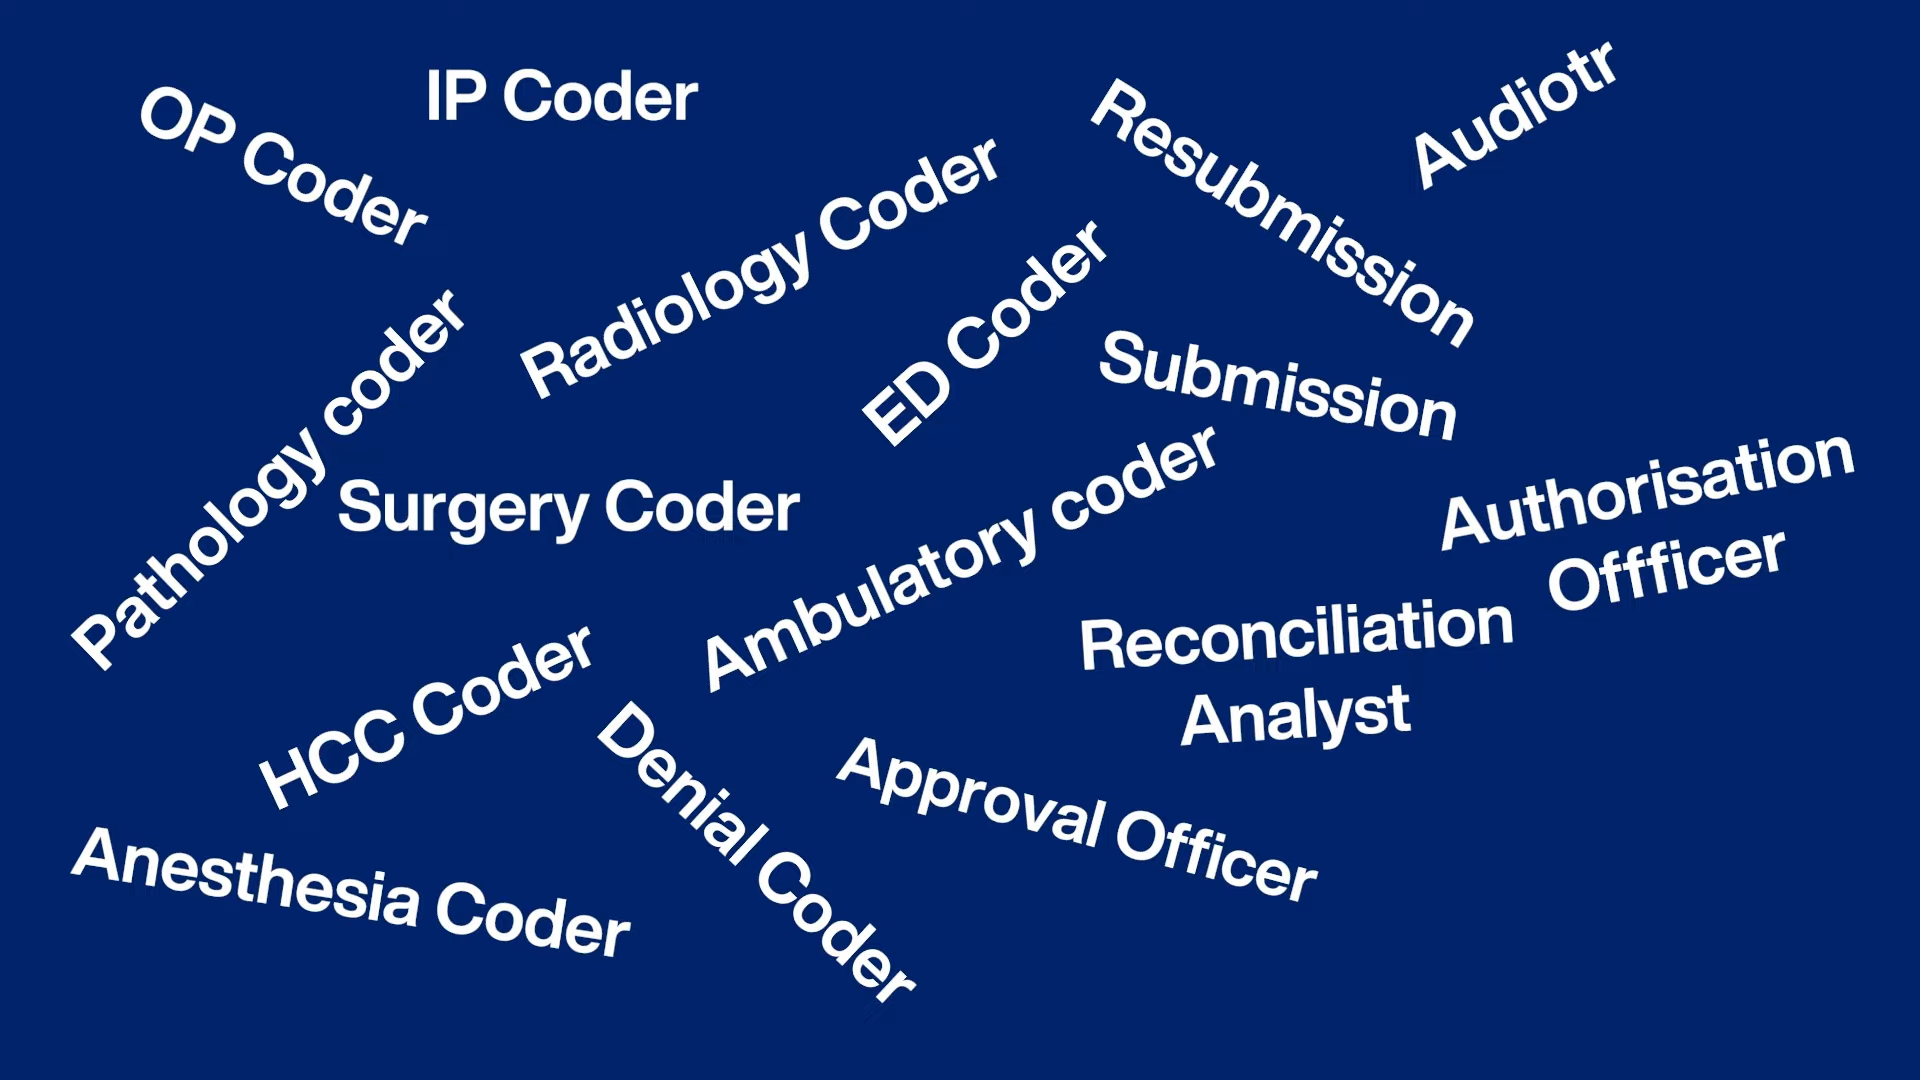 OP Coder
IP Coder
Resubmission
Audiotr
Radiology Coder
ED Coder
Submission
Pathology coder
Surgery Coder
Ambulatory coder
Authorisation
Offficer
Reconciliation
Analyst
HCC Coder
Denial Coder
Approval Officer
Anesthesia Coder